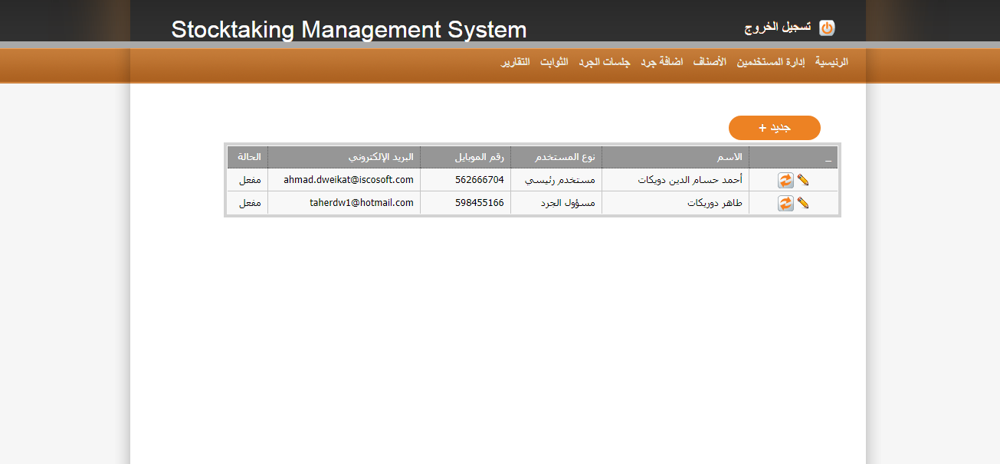 Stocktaking Management System
تسجيل الخروج
الرئيسية إدارة المستخدمين الأصناف اضافة جرد جلسات الجرد الثوابت التقارير
جديد +
_ الاسم نوع المستخدم رقم الموبايل البريد الإلكتروني الحالة
أحمد حسام الدين دويكات مستخدم رئيسي 562666704 ahmad.dweikat@iscosoft.com مفعل
طاهر دوريكات مسؤول الجرد 598455166 taherdw1@hotmail.com مفعل